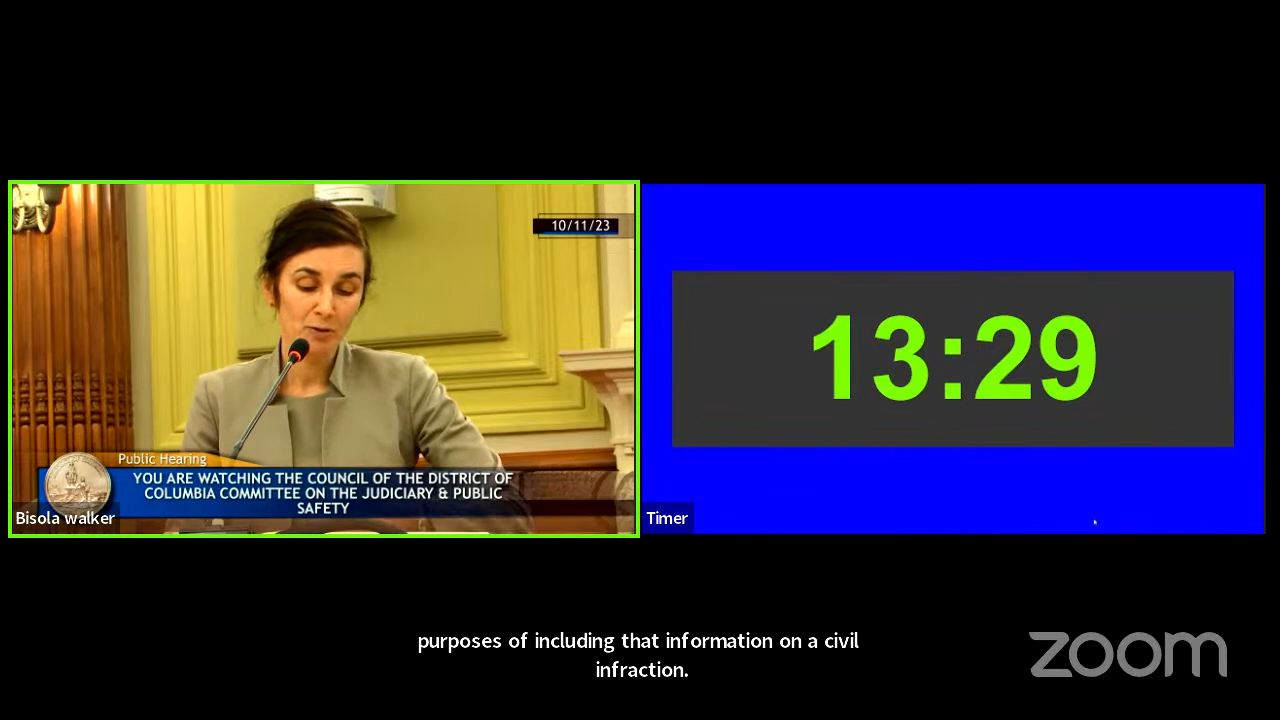 10/11/23
Public Hearing
YOU ARE WATCHING THE COUNCIL OF THE DISTRICT OF
COLUMBIA COMMITTEE ON THE JUDICIARY & PUBLIC
SAFETY
Bisola walker
13:29
Timer
purposes of including that information on a civil
infraction.
zoom